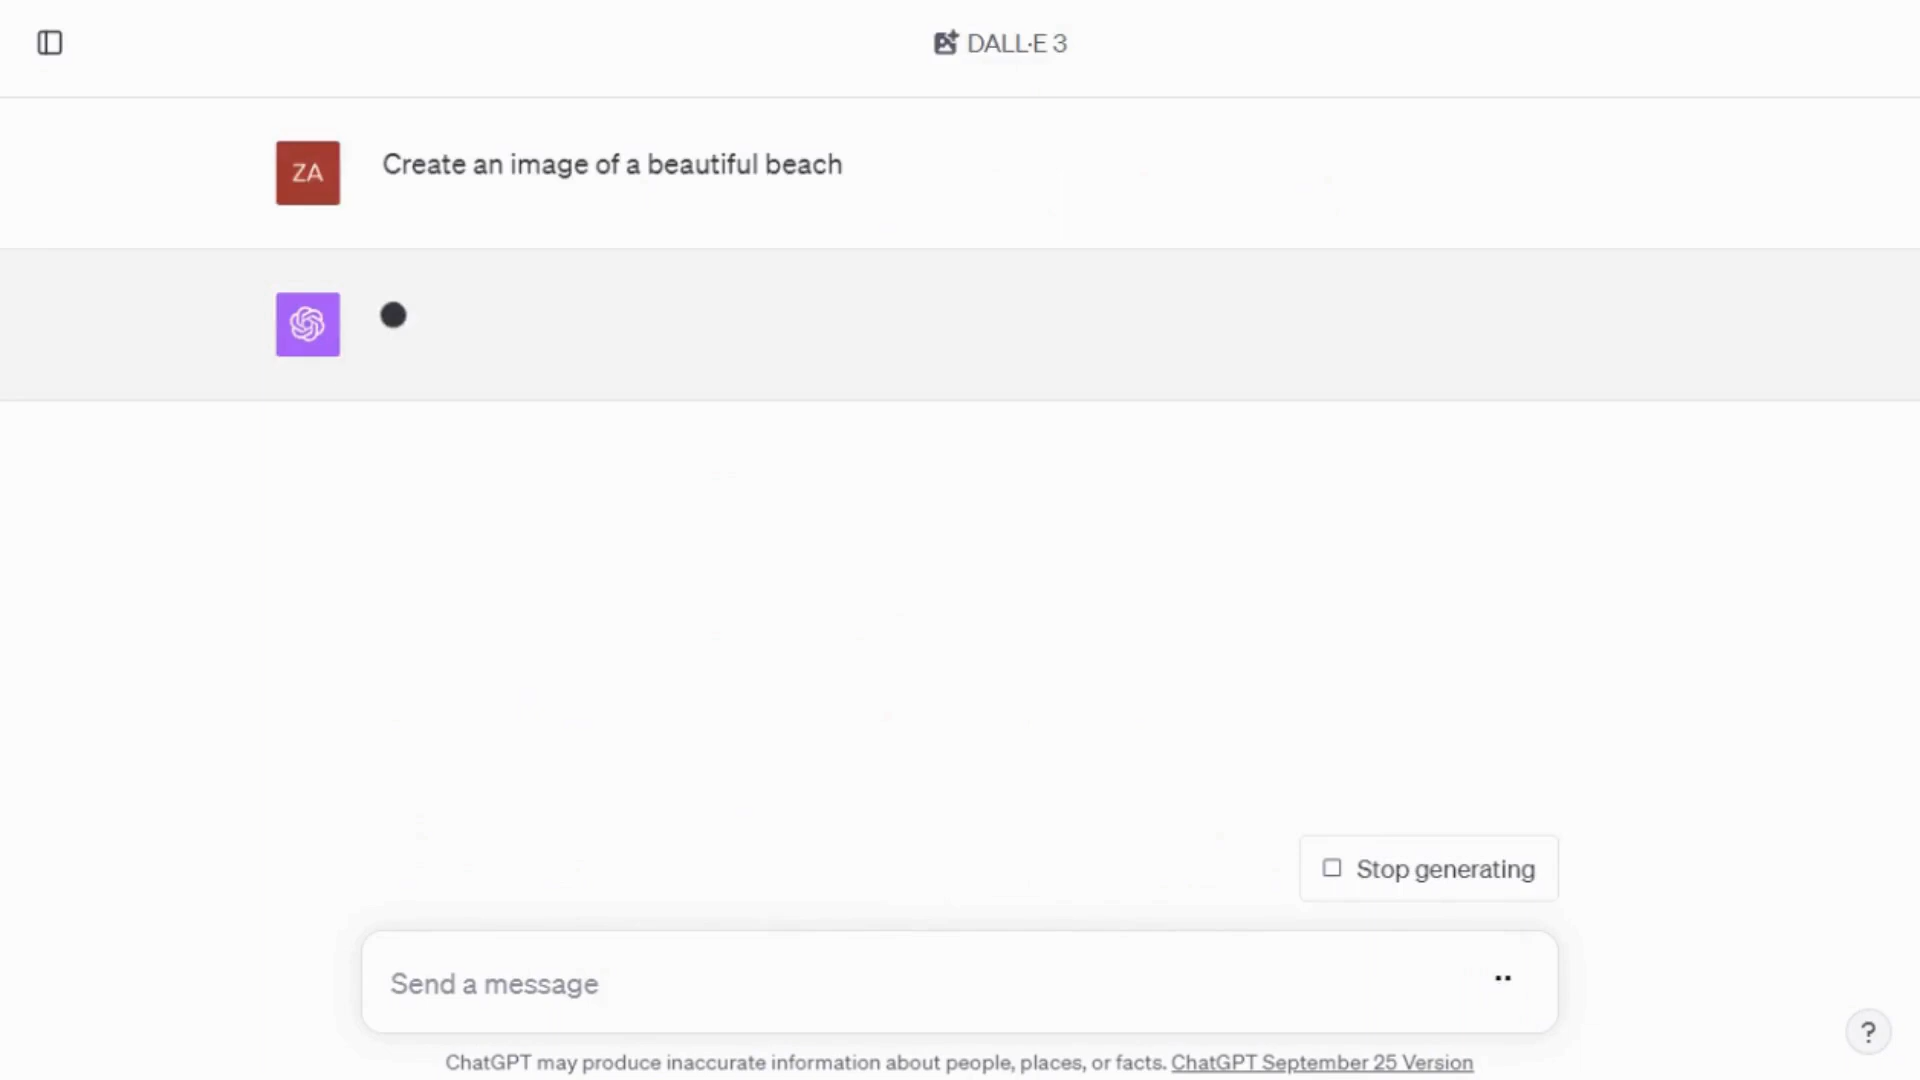 DALL·E 3
ZA
Create an image of a beautiful beach
Stop generating
Send a message
?
ChatGPT may produce inaccurate information about people, places, or facts. ChatGPT September 25 Version